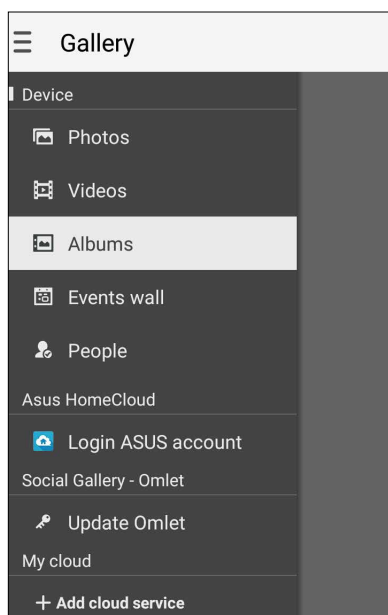 Gallery
Device
Photos
Videos
Albums
Events wall
People
Asus HomeCloud
Login ASUS account
Social Gallery - Omlet
Update Omlet
My cloud
+ Add cloud service